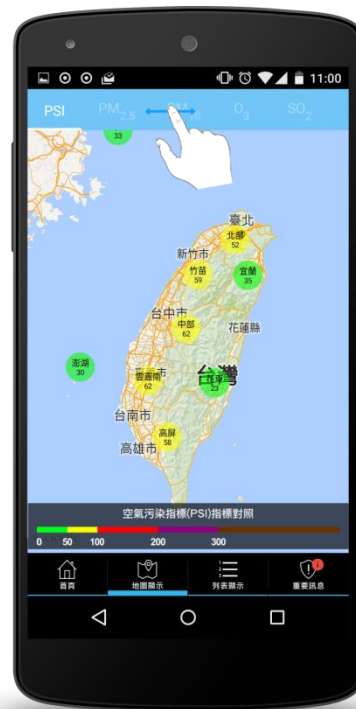 11:00
PSI PM2.5 PM10 O3 SO2
33
臺北
北部
52
新竹市
竹苗
59
宜蘭
35
台中市
中部
62
花蓮縣
澎湖
30
雲嘉南
62
市
台灣
花東
23
台南市
高屏
58
高雄市
空氣污染指標(PSI)指標對照
0 50 100 200 300
首頁 地圖顯示 列表顯示 重要訊息